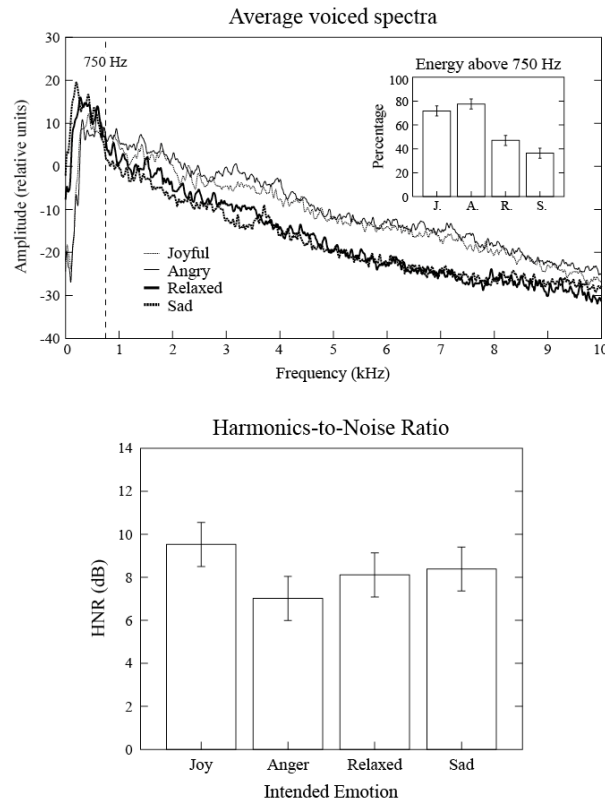 Average voiced spectra
30
20
10
0
-10
-20
-30
-40
Amplitude (relative units)
750 Hz
Energy above 750 Hz
100
80
60
40
20
0
Percentage
J. A. R. S.
Joyful
Angry
Relaxed
Sad
0 1 2 3 4 5 6 7 8 9 10
Frequency (kHz)
Harmonics-to-Noise Ratio
14
12
10
8
6
4
2
0
HNR (dB)
Joy Anger Relaxed Sad
Intended Emotion